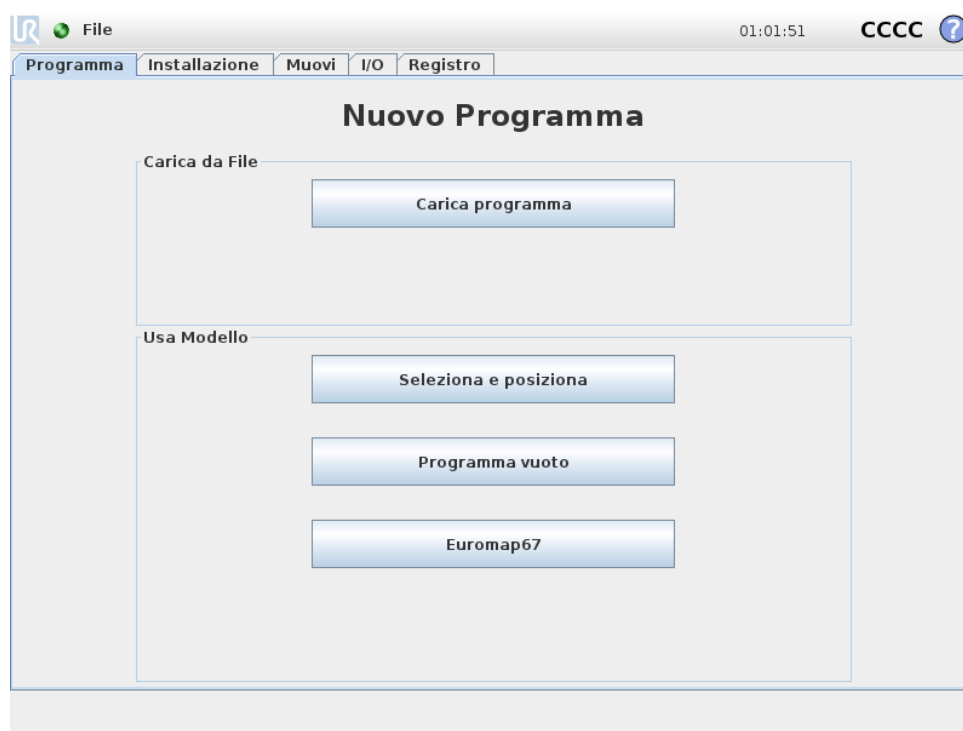 UR File 01:01:51 CCCC ?
Programma Installazione Muovi I/O Registro
Nuovo Programma
Carica da File
Carica programma
Usa Modello
Seleziona e posiziona
Programma vuoto
Euromap67